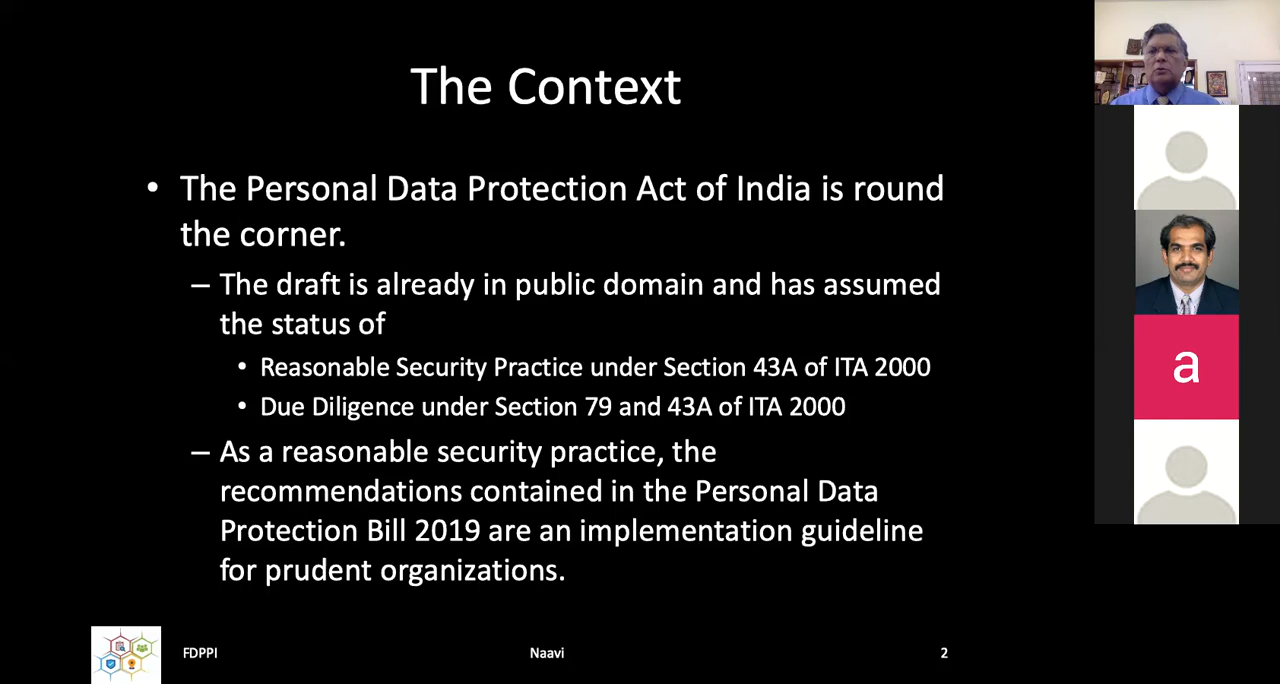 The Context
• The Personal Data Protection Act of India is round
the corner.
– The draft is already in public domain and has assumed
the status of
• Reasonable Security Practice under Section 43A of ITA 2000
• Due Diligence under Section 79 and 43A of ITA 2000
– As a reasonable security practice, the
recommendations contained in the Personal Data
Protection Bill 2019 are an implementation guideline
for prudent organizations.
FDPPI
Naavi
2
a